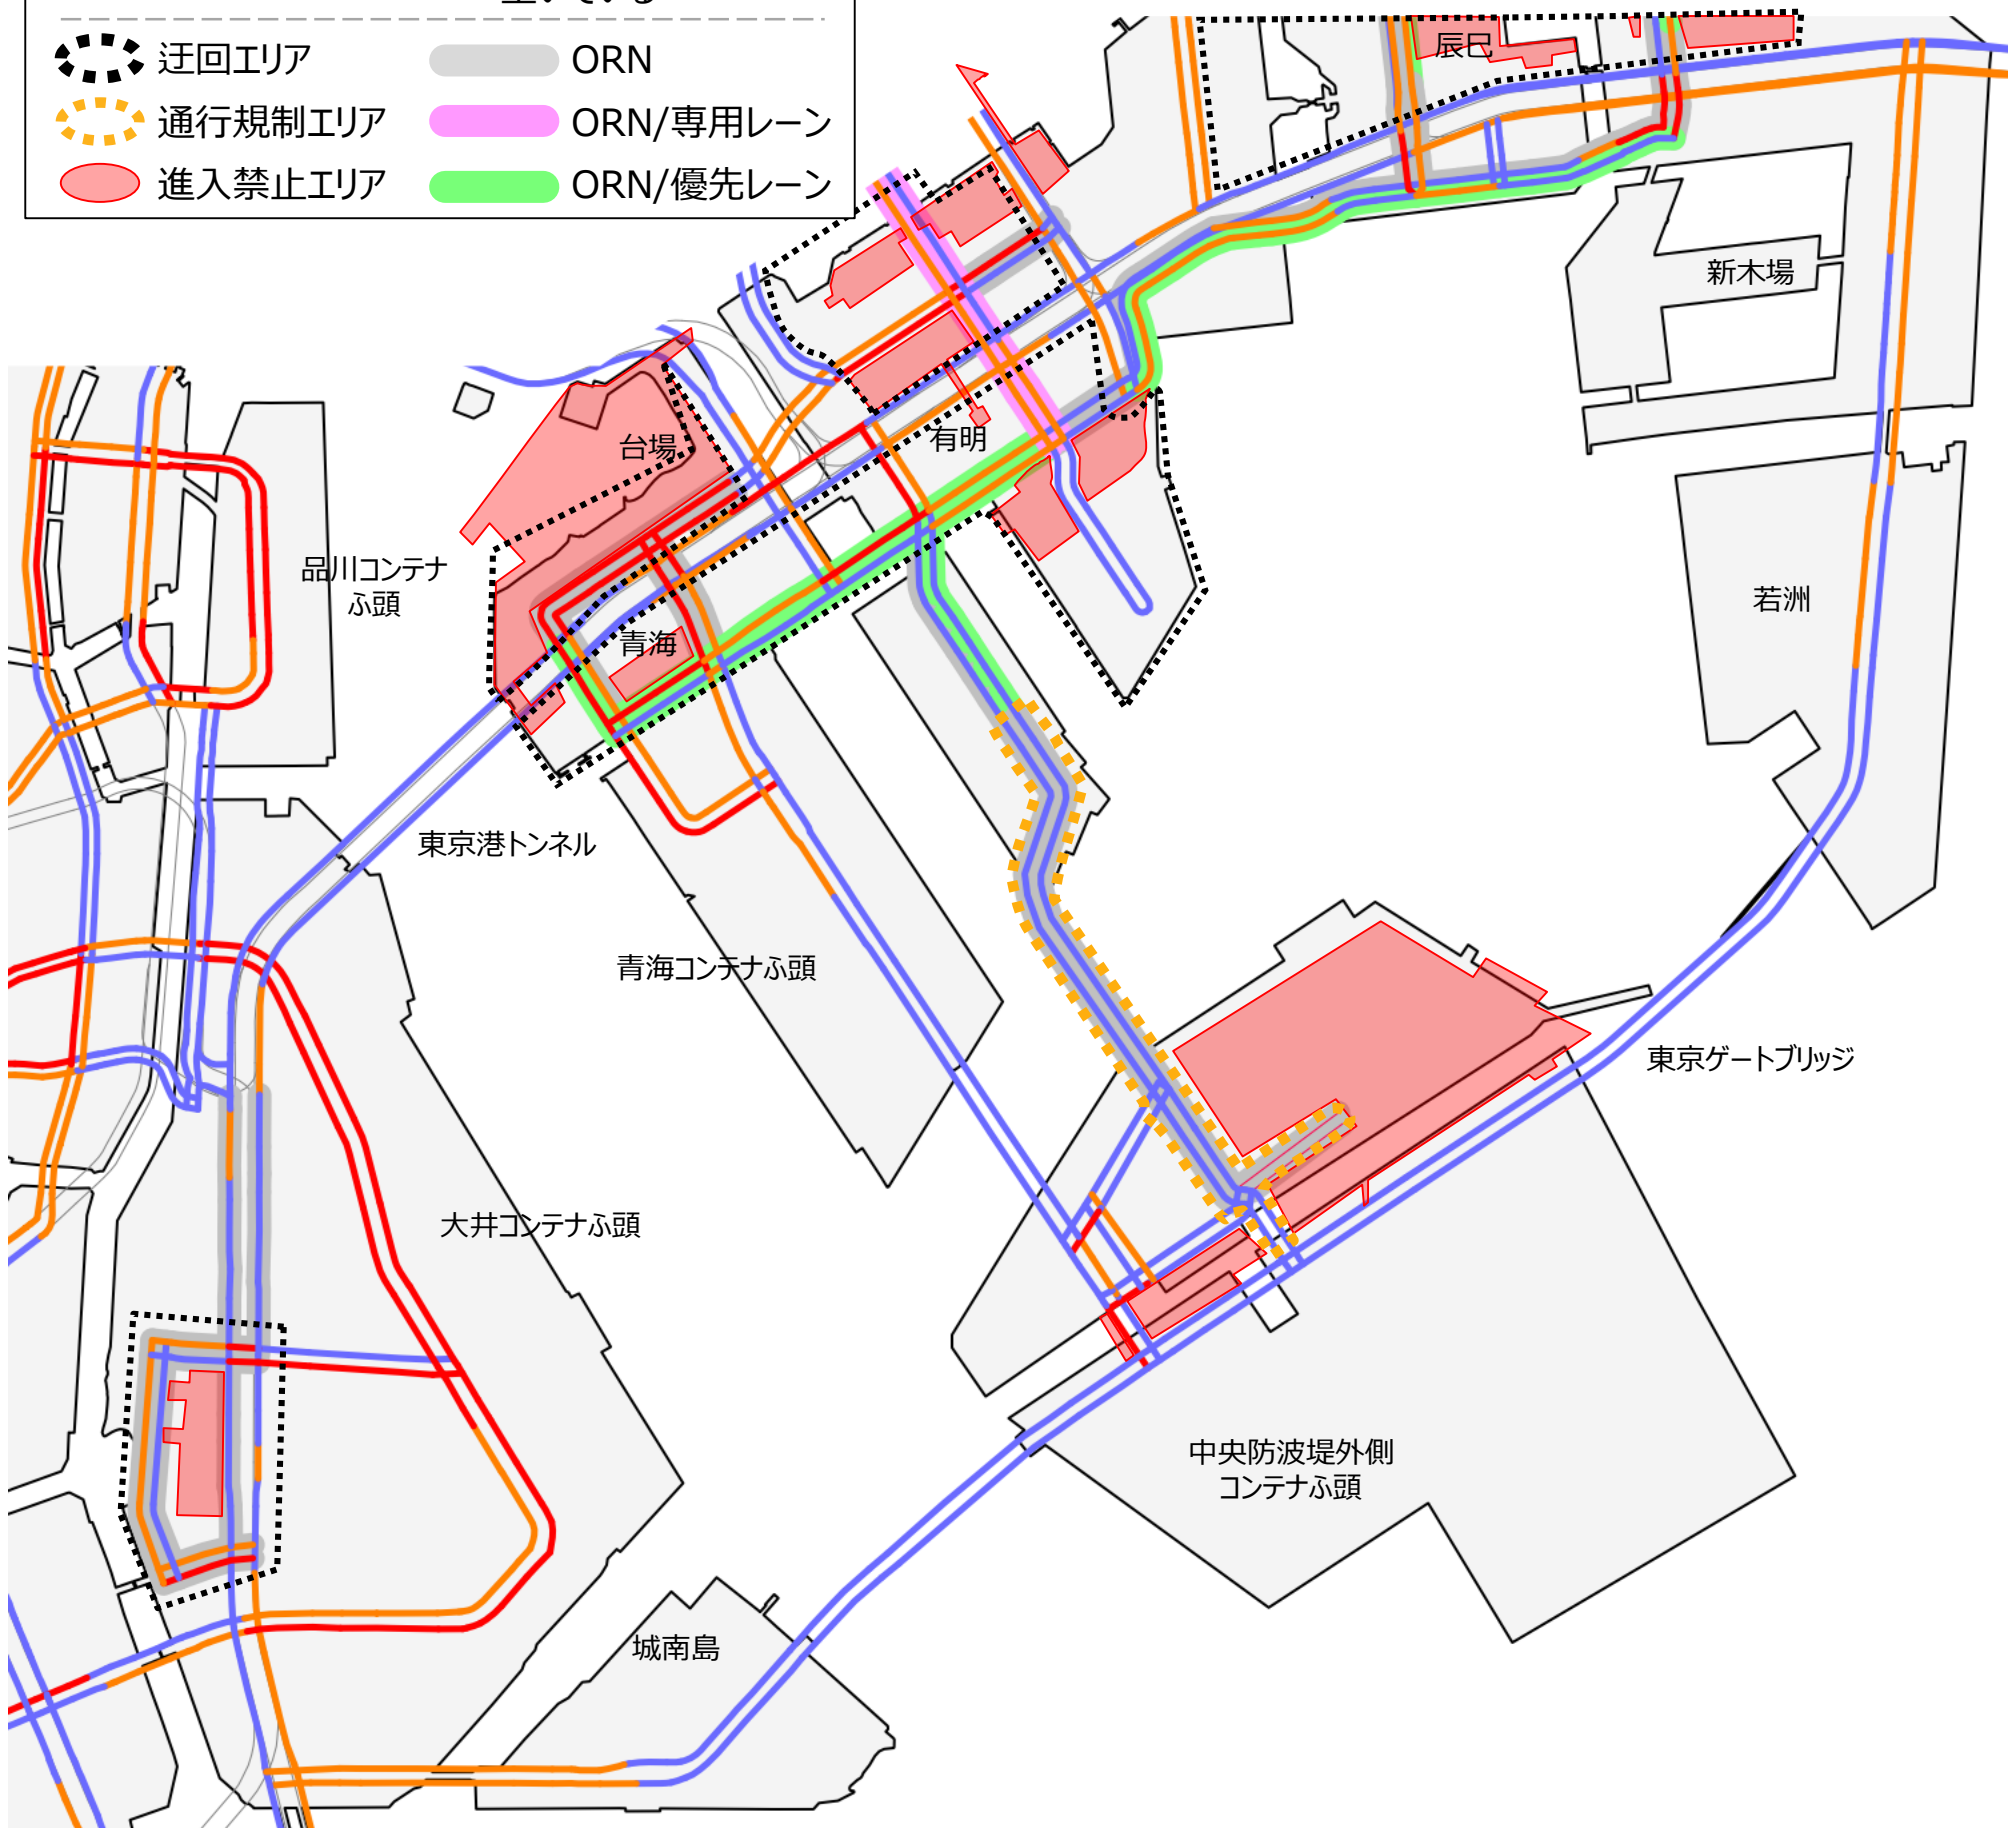 空いている
迂回エリア
ORN
通行規制エリア
ORN/専用レーン
進入禁止エリア
ORN/優先レーン
辰巳
新木場
台場
有明
品川コンテナ
ふ頭
若洲
青海
東京港トンネル
青海コンテナふ頭
東京ゲートブリッジ
大井コンテナふ頭
中央防波堤外側
コンテナふ頭
城南島